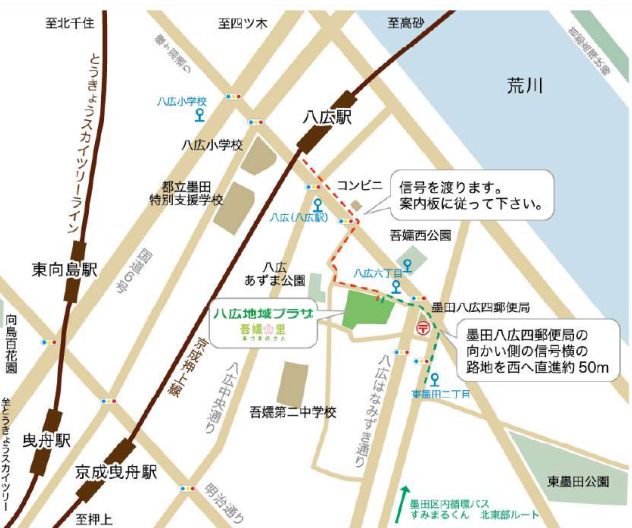 至北千住
至四ツ木
至高砂
荒川
とうきょうスカイツリーライン
八広小学校
八広駅
八広小学校
都立墨田
特別支援学校
コンビニ
信号を渡ります。
案内板に従って下さい。
八広(八広駅)
吾嬬西公園
国道6号
東向島駅
八広
あずま公園
八広六丁目
墨田八広四郵便局
八広地域プラザ
吾嬬の里
あづまのさと
墨田八広四郵便局の
向かい側の信号横の
路地を西へ直進約50m
向島百花園
京成押上線
八広中央通り
八広はなみずき通り
東墨田二丁目
吾嬬第二中学校
曳舟駅
京成曳舟駅
明治通り
東墨田公園
至とうきょうスカイツリー
至押上
墨田区内循環バス
すみまるくん 北東部ルート